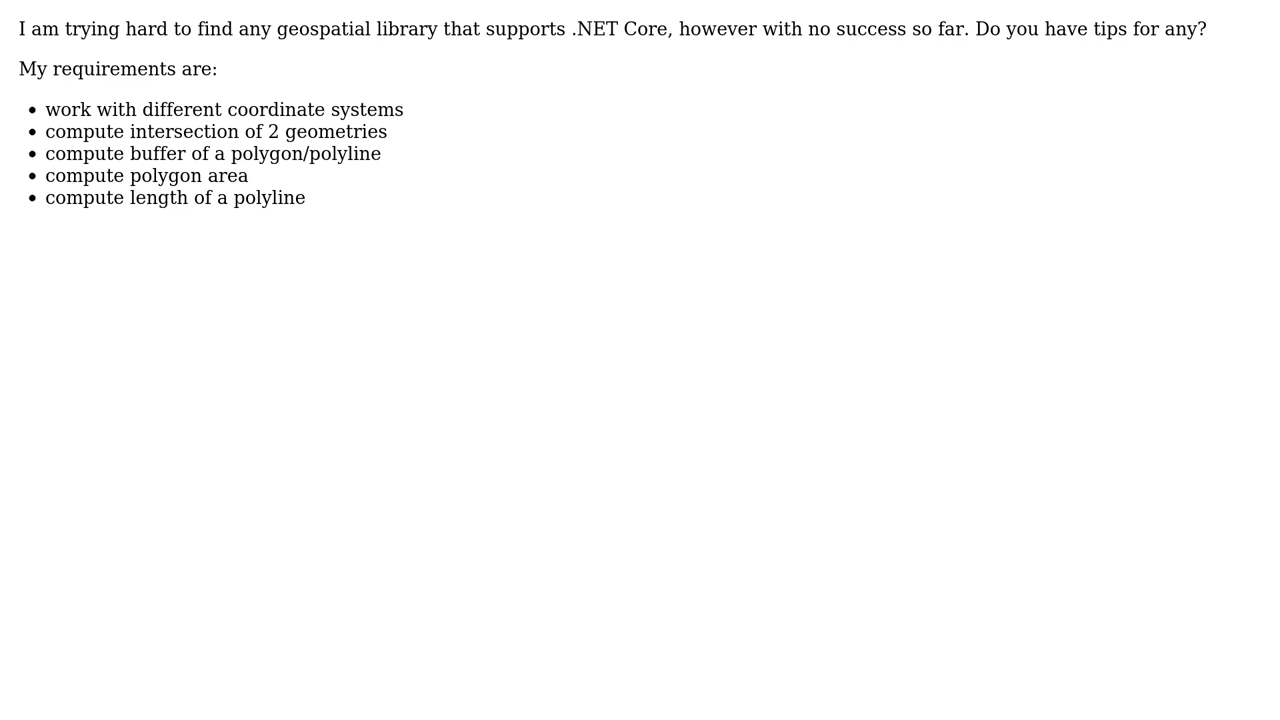 I am trying hard to find any geospatial library that supports .NET Core, however with no success so far. Do you have tips for any?
My requirements are:
• work with different coordinate systems
• compute intersection of 2 geometries
• compute buffer of a polygon/polyline
• compute polygon area
• compute length of a polyline